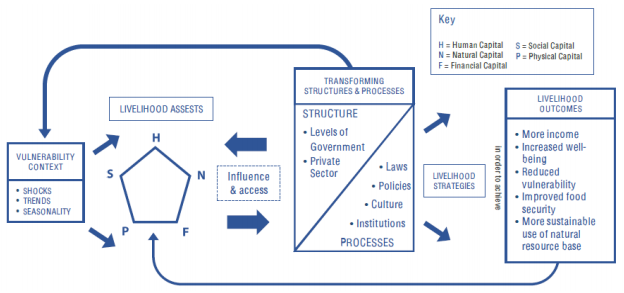 Key
H = Human Capital
N = Natural Capital
F = Financial Capital
S = Social Capital
P = Physical Capital
LIVELIHOOD ASSESTS
H
S
N
P
F
VULNERABILITY
CONTEXT
• SHOCKS
• TRENDS
• SEASONALITY
Influence
& access
TRANSFORMING
STRUCTURES & PROCESSES
STRUCTURE
• Levels of
Government
• Private
Sector
• Laws
• Policies
• Culture
• Institutions
PROCESSES
LIVELIHOOD
STRATEGIES
in order to achieve
LIVELIHOOD
OUTCOMES
• More income
• Increased well-
being
• Reduced
vulnerability
• Improved food
security
• More sustainable
use of natural
resource base